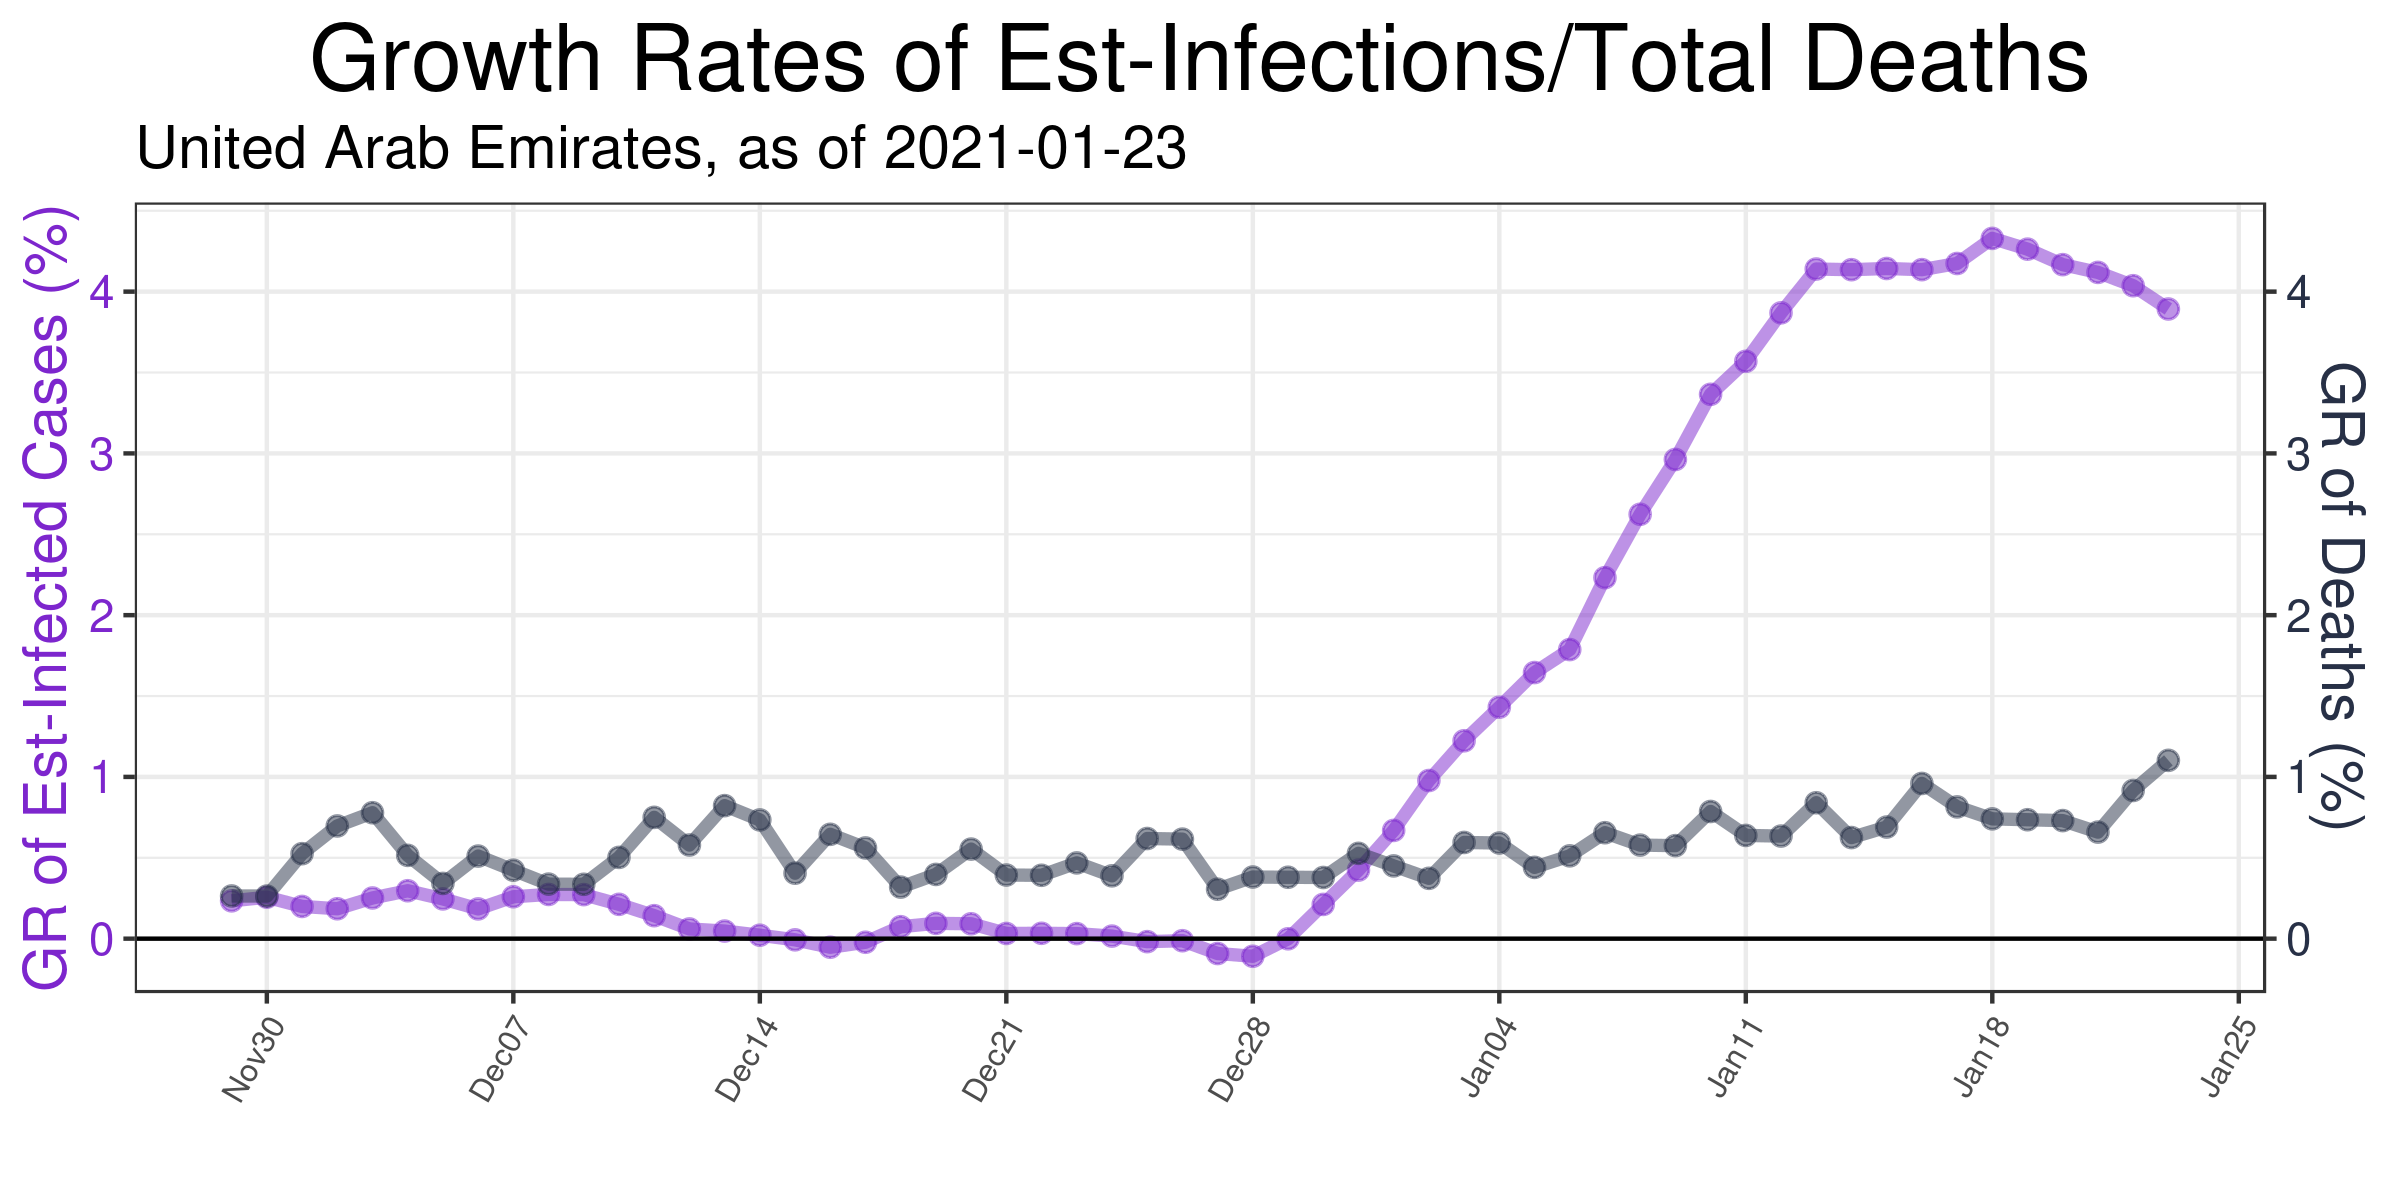 Growth Rates of Est-Infections/Total Deaths
United Arab Emirates, as of 2021-01-23
GR of Est-Infected Cases (%)
4
3
2
1
0
4
3
2
1
0
GR of Deaths (%)
Nov30
Dec07
Dec14
Dec21
Dec28
Jan04
Jan11
Jan18
Jan25